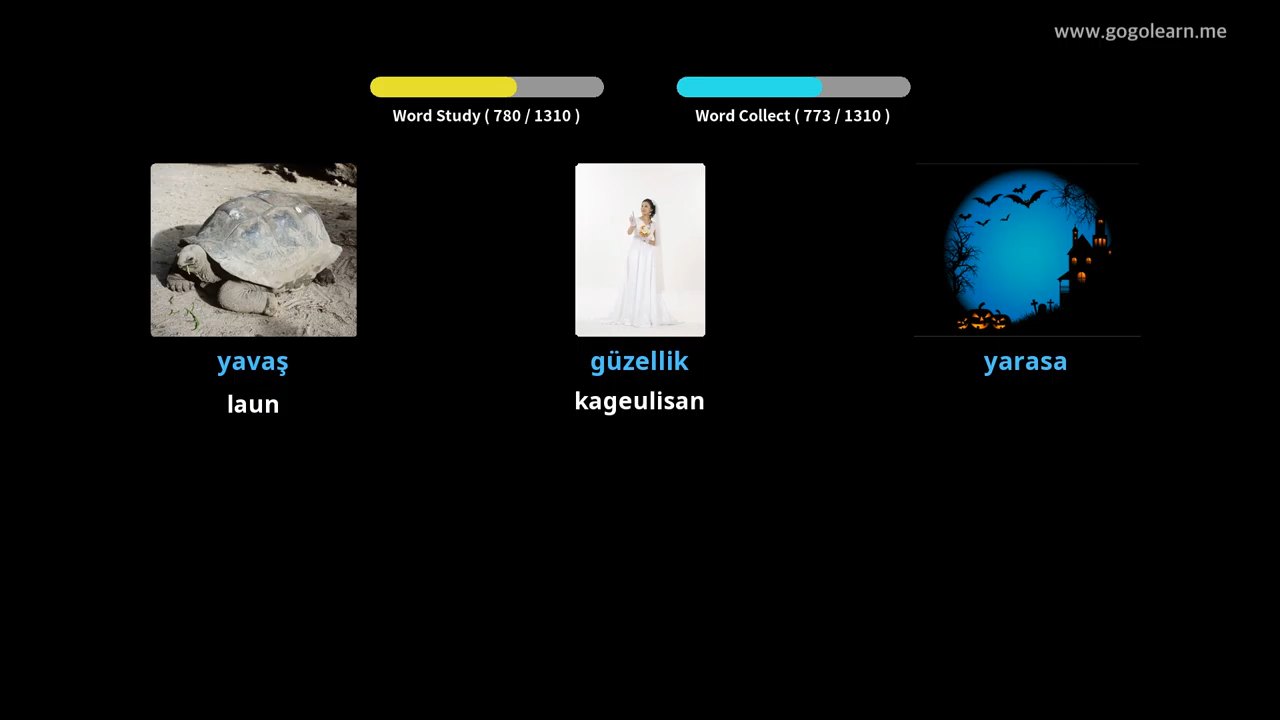 www.gogolearn.me
Word Study ( 780 / 1310 )
Word Collect ( 773 / 1310 )
yavaş
güzellik
yarasa
laun
kageulisan